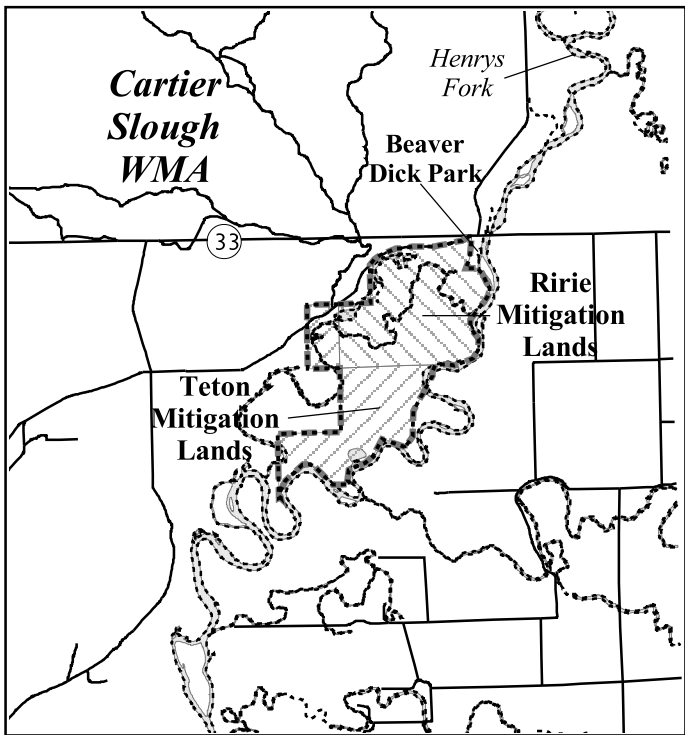 Henrys
Fork
Cartier
Slough
WMA
Beaver
Dick Park
33
Ririe
Mitigation
Lands
Teton
Mitigation
Lands